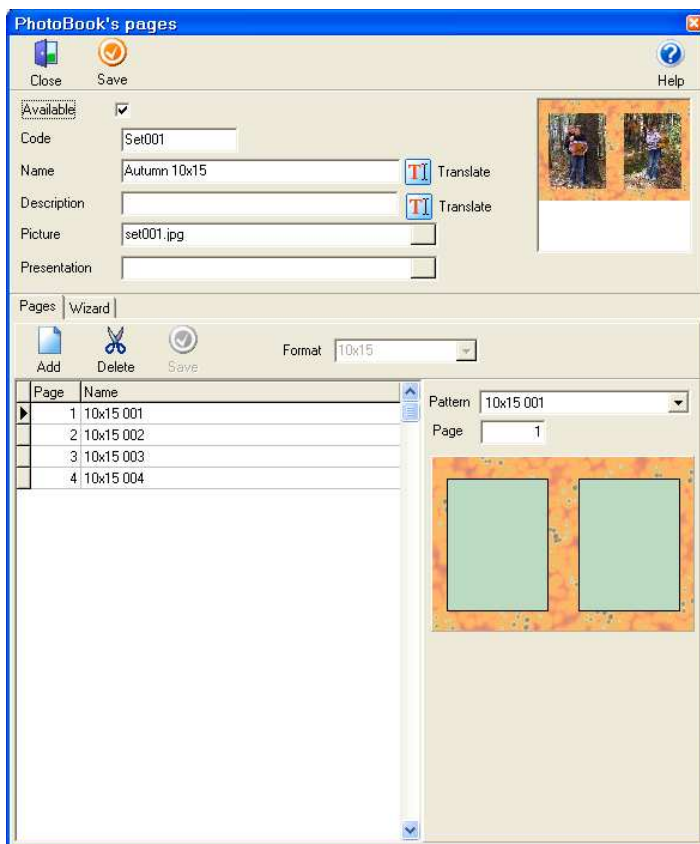 PhotoBook's pages
Close Save Help
Available
Code Set001
Name Autumn 10x15 TI Translate
Description TI Translate
Picture set001.jpg
Presentation
Pages Wizard
Add Delete Save Format 10x15
Page Name
1 10x15 001
2 10x15 002
3 10x15 003
4 10x15 004
Pattern 10x15 001
Page 1